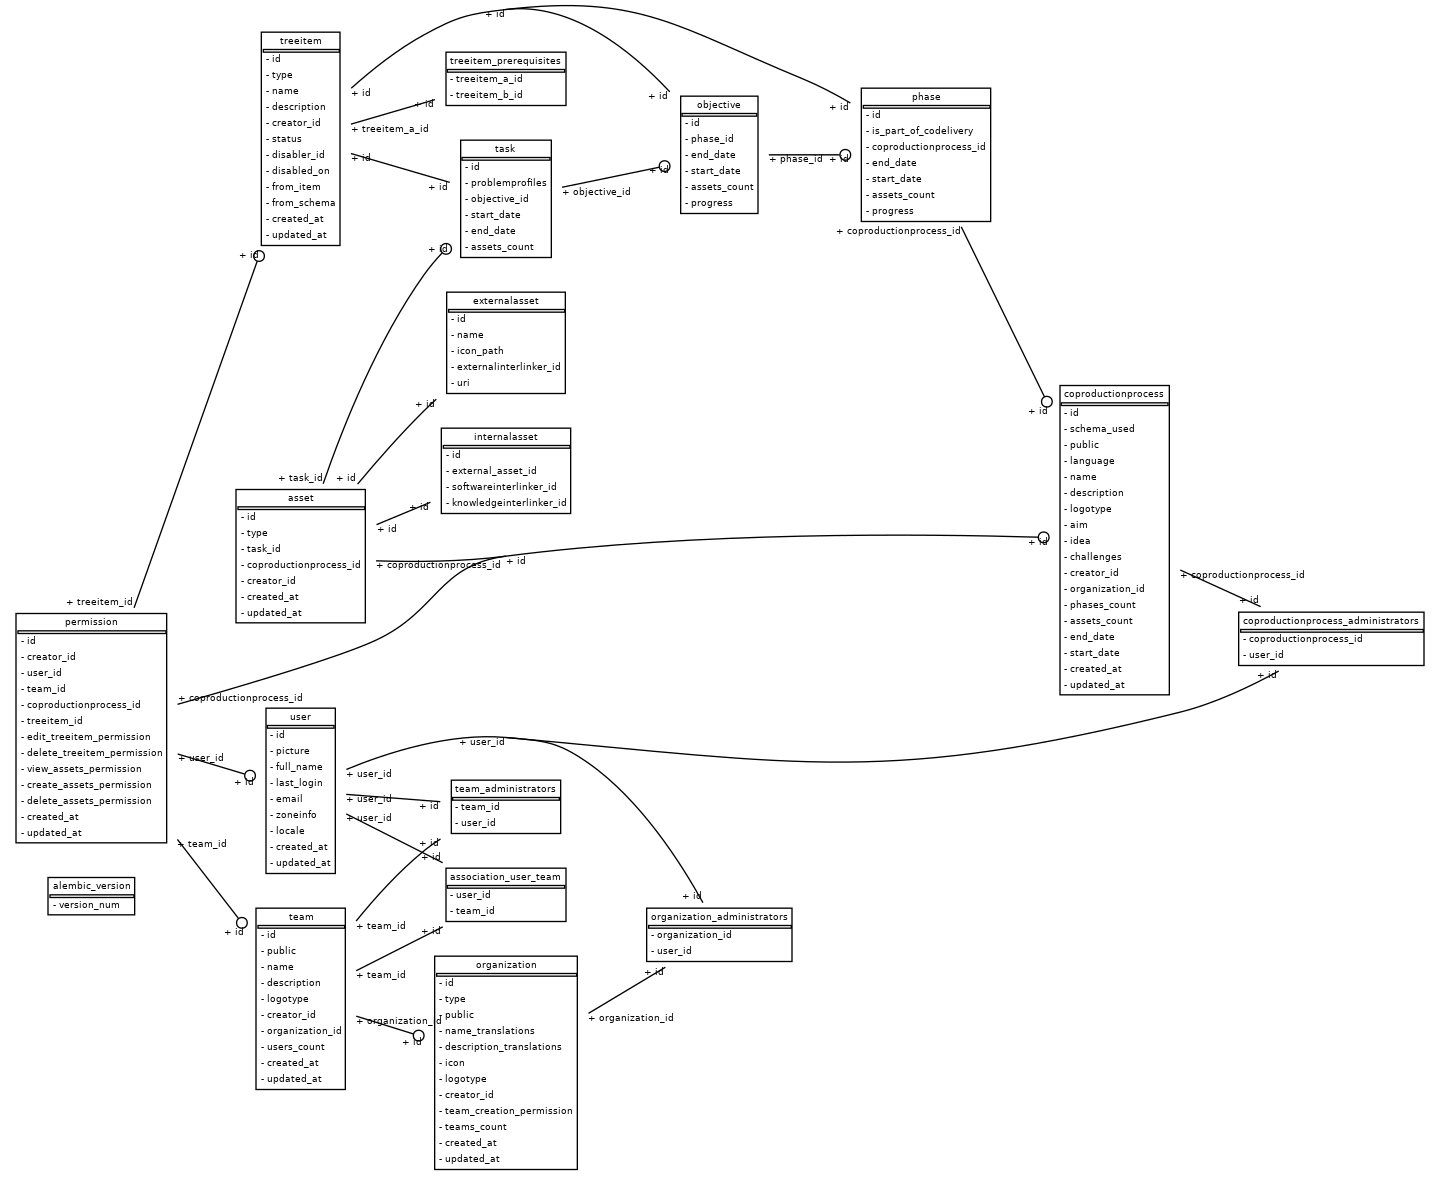 treeitem
- id
- type
- name
- description
- creator_id
- status
- disabler_id
- disabled_on
- from_item
- from_schema
- created_at
- updated_at
treeitem_prerequisites
- treeitem_a_id
- treeitem_b_id
task
- id
- problemprofiles
- objective_id
- start_date
- end_date
- assets_count
objective
- id
- phase_id
- end_date
- start_date
- assets_count
- progress
phase
- id
- is_part_of_codelivery
- coproductionprocess_id
- end_date
- start_date
- assets_count
- progress
+ id
+ id
+ id
+ id
+ id
+ treeitem_a_id
+ id
+ id
+ objective_id
+ id
+ phase_id
+ id
+ coproductionprocess_id
+ id
+ id
+ treeitem_id
+ id
+ task_id
externalasset
- id
- name
- icon_path
- externalinterlinker_id
- uri
+ id
+ id
internalasset
- id
- external_asset_id
- softwareinterlinker_id
- knowledgeinterlinker_id
+ id
+ id
asset
- id
- type
- task_id
- coproductionprocess_id
- creator_id
- created_at
- updated_at
+ coproductionprocess_id
+ id
+ id
coproductionprocess
- id
- schema_used
- public
- language
- name
- description
- logotype
- aim
- idea
- challenges
- creator_id
- organization_id
- phases_count
- assets_count
- end_date
- start_date
- created_at
- updated_at
+ coproductionprocess_id
+ id
coproductionprocess_administrators
- coproductionprocess_id
- user_id
+ id
permission
- id
- creator_id
- user_id
- team_id
- coproductionprocess_id
- treeitem_id
- edit_treeitem_permission
- delete_treeitem_permission
- view_assets_permission
- create_assets_permission
- delete_assets_permission
- created_at
- updated_at
+ coproductionprocess_id
+ user_id
+ id
+ team_id
+ id
user
- id
- picture
- full_name
- last_login
- email
- zoneinfo
- locale
- created_at
- updated_at
+ user_id
+ user_id
+ user_id
+ user_id
+ id
+ id
+ id
team_administrators
- team_id
- user_id
association_user_team
- user_id
- team_id
+ id
alembic_version
- version_num
team
- id
- public
- name
- description
- logotype
- creator_id
- organization_id
- users_count
- created_at
- updated_at
+ team_id
+ team_id
+ organization_id
+ id
organization
- id
- type
- public
- name_translations
- description_translations
- icon
- logotype
- creator_id
- team_creation_permission
- teams_count
- created_at
- updated_at
+ id
organization_administrators
- organization_id
- user_id
+ id
+ organization_id